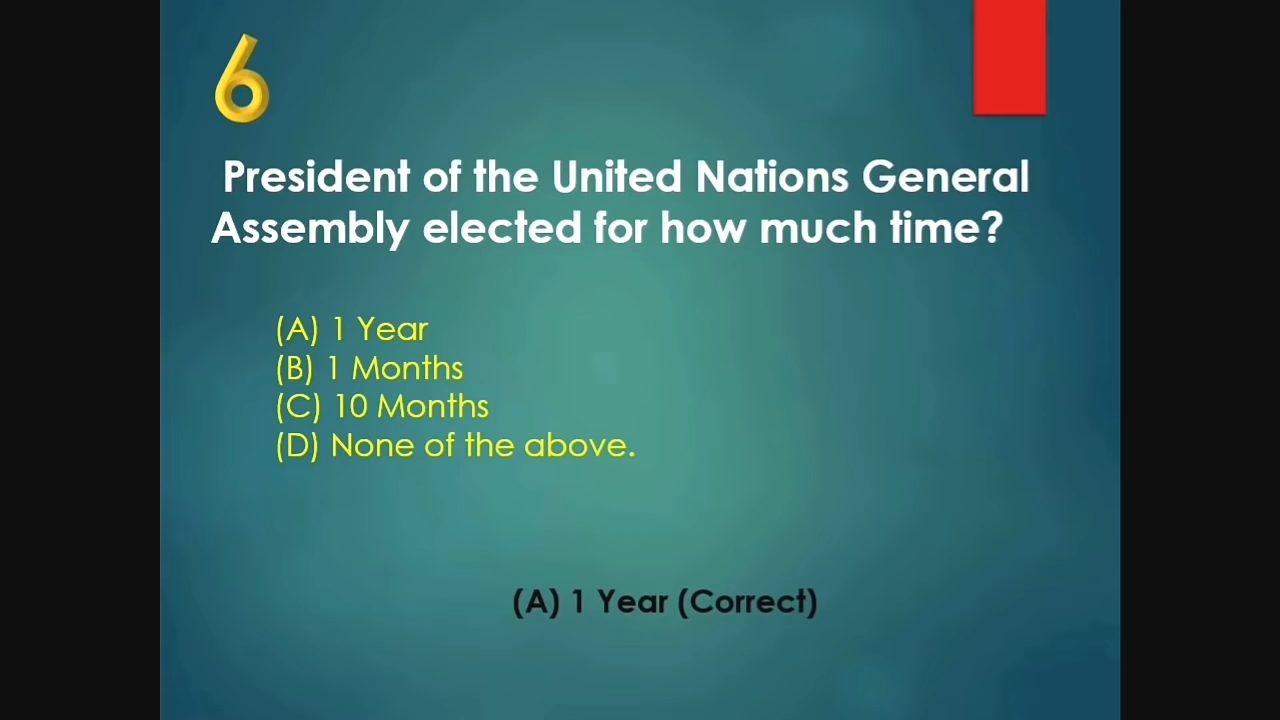 6
President of the United Nations General
Assembly elected for how much time?
(A) 1 Year
(B) 1 Months
(C) 10 Months
(D) None of the above.
(A) 1 Year (Correct)